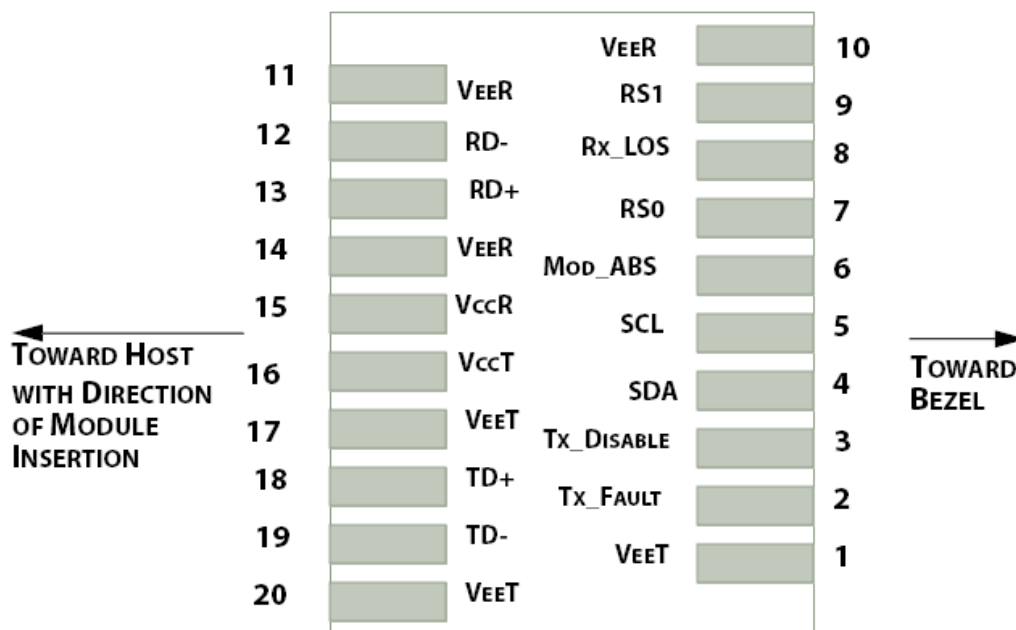 VEER 10
11 VEER
RS1 9
12 RD-
Rx_LOS 8
13 RD+
RS0 7
14 VEER
MOD_ABS 6
15 VCCR
SCL 5
TOWARD HOST
WITH DIRECTION
OF MODULE
INSERTION
16 VCCT
TOWARD
BEZEL
SDA 4
17 VEET
TX_DISABLE 3
18 TD+
TX_FAULT 2
19 TD-
VEET 1
20 VEET